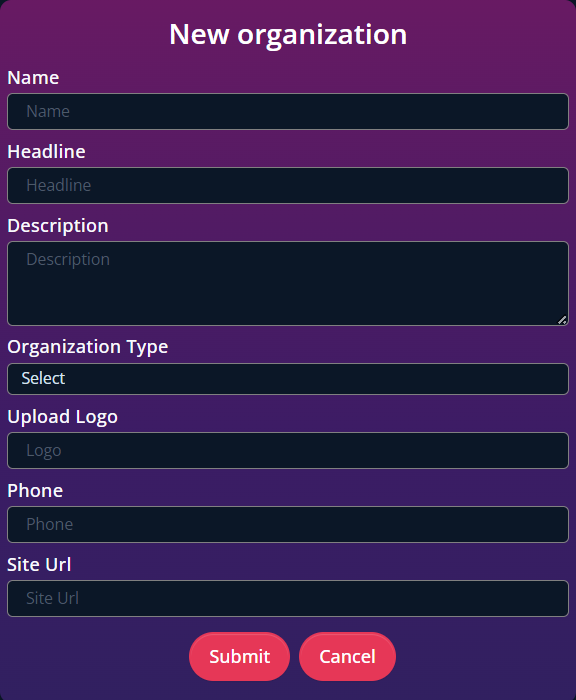 New organization
Name
Name
Headline
Headline
Description
Description
Organization Type
Select
Upload Logo
Logo
Phone
Phone
Site Url
Site Url
Submit Cancel